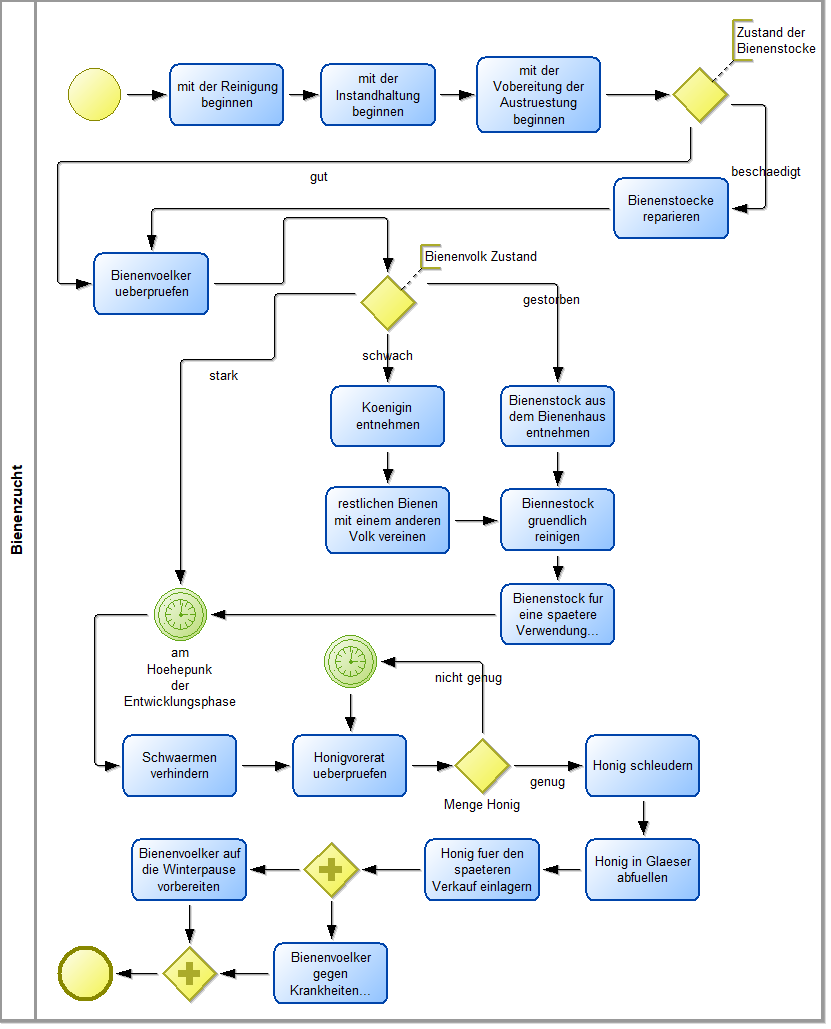 Bienenzucht
Zustand der
Bienenstocke
mit der Reinigung
beginnen
mit der
Instandhaltung
beginnen
mit der
Vobereitung der
Austruestung
beginnen
gut
beschaedigt
Bienenstoecke
reparieren
Bienenvoelker
ueberpruefen
Bienenvolk Zustand
gestorben
schwach
stark
Koenigin
entnehmen
Bienenstock aus
dem Bienenhaus
entnehmen
restlichen Bienen
mit einem anderen
Volk vereinen
Biennestock
gruendlich
reinigen
Bienenstock fur
eine spaetere
Verwendung...
am
Hoehepunk
der
Entwicklungsphase
nicht genug
Schwaermen
verhindern
Honigvorerat
ueberpruefen
Menge Honig
genug
Honig schleudern
Bienenvoelker auf
die Winterpause
vorbereiten
Honig fuer den
spaeteren
Verkauf einlagern
Honig in Glaeser
abfuellen
Bienenvoelker
gegen
Krankheiten...